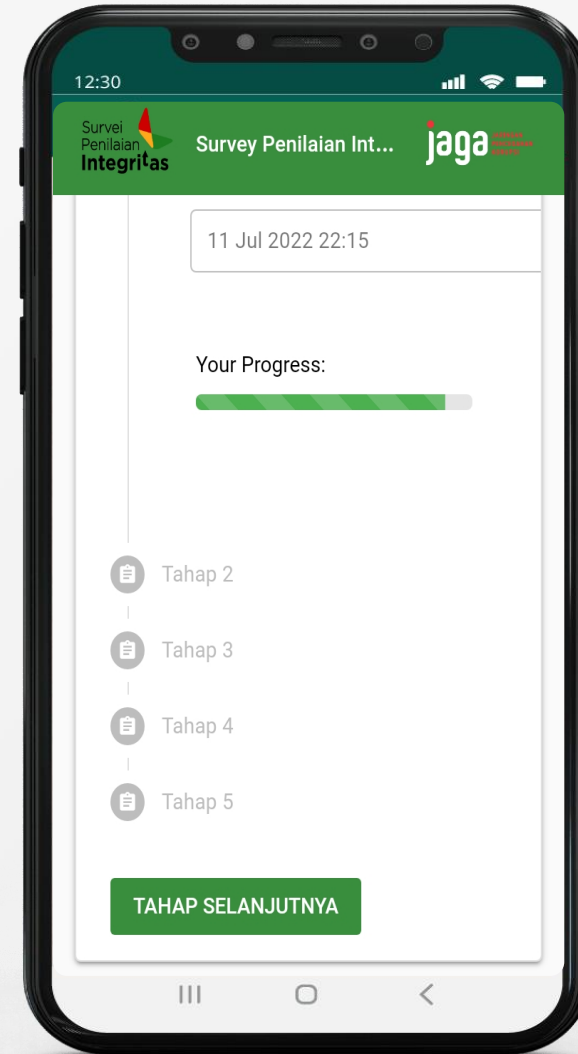 12:30
Survei
Penilaian
Integritas
Survey Penilaian Int...
jaga
11 Jul 2022 22:15
Your Progress:
Tahap 2
Tahap 3
Tahap 4
Tahap 5
TAHAP SELANJUTNYA